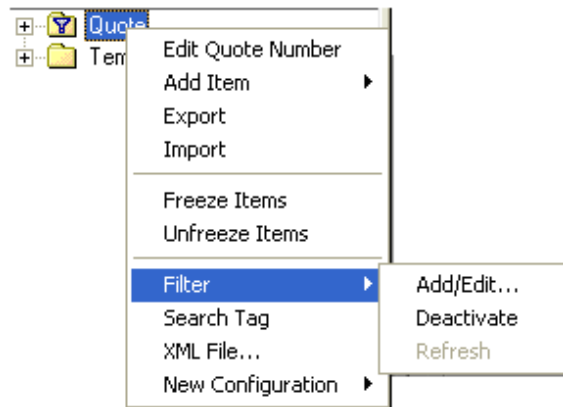 Quote
Tem
Edit Quote Number
Add Item
Export
Import
Freeze Items
Unfreeze Items
Filter
Add/Edit...
Search Tag
Deactivate
XML File...
Refresh
New Configuration